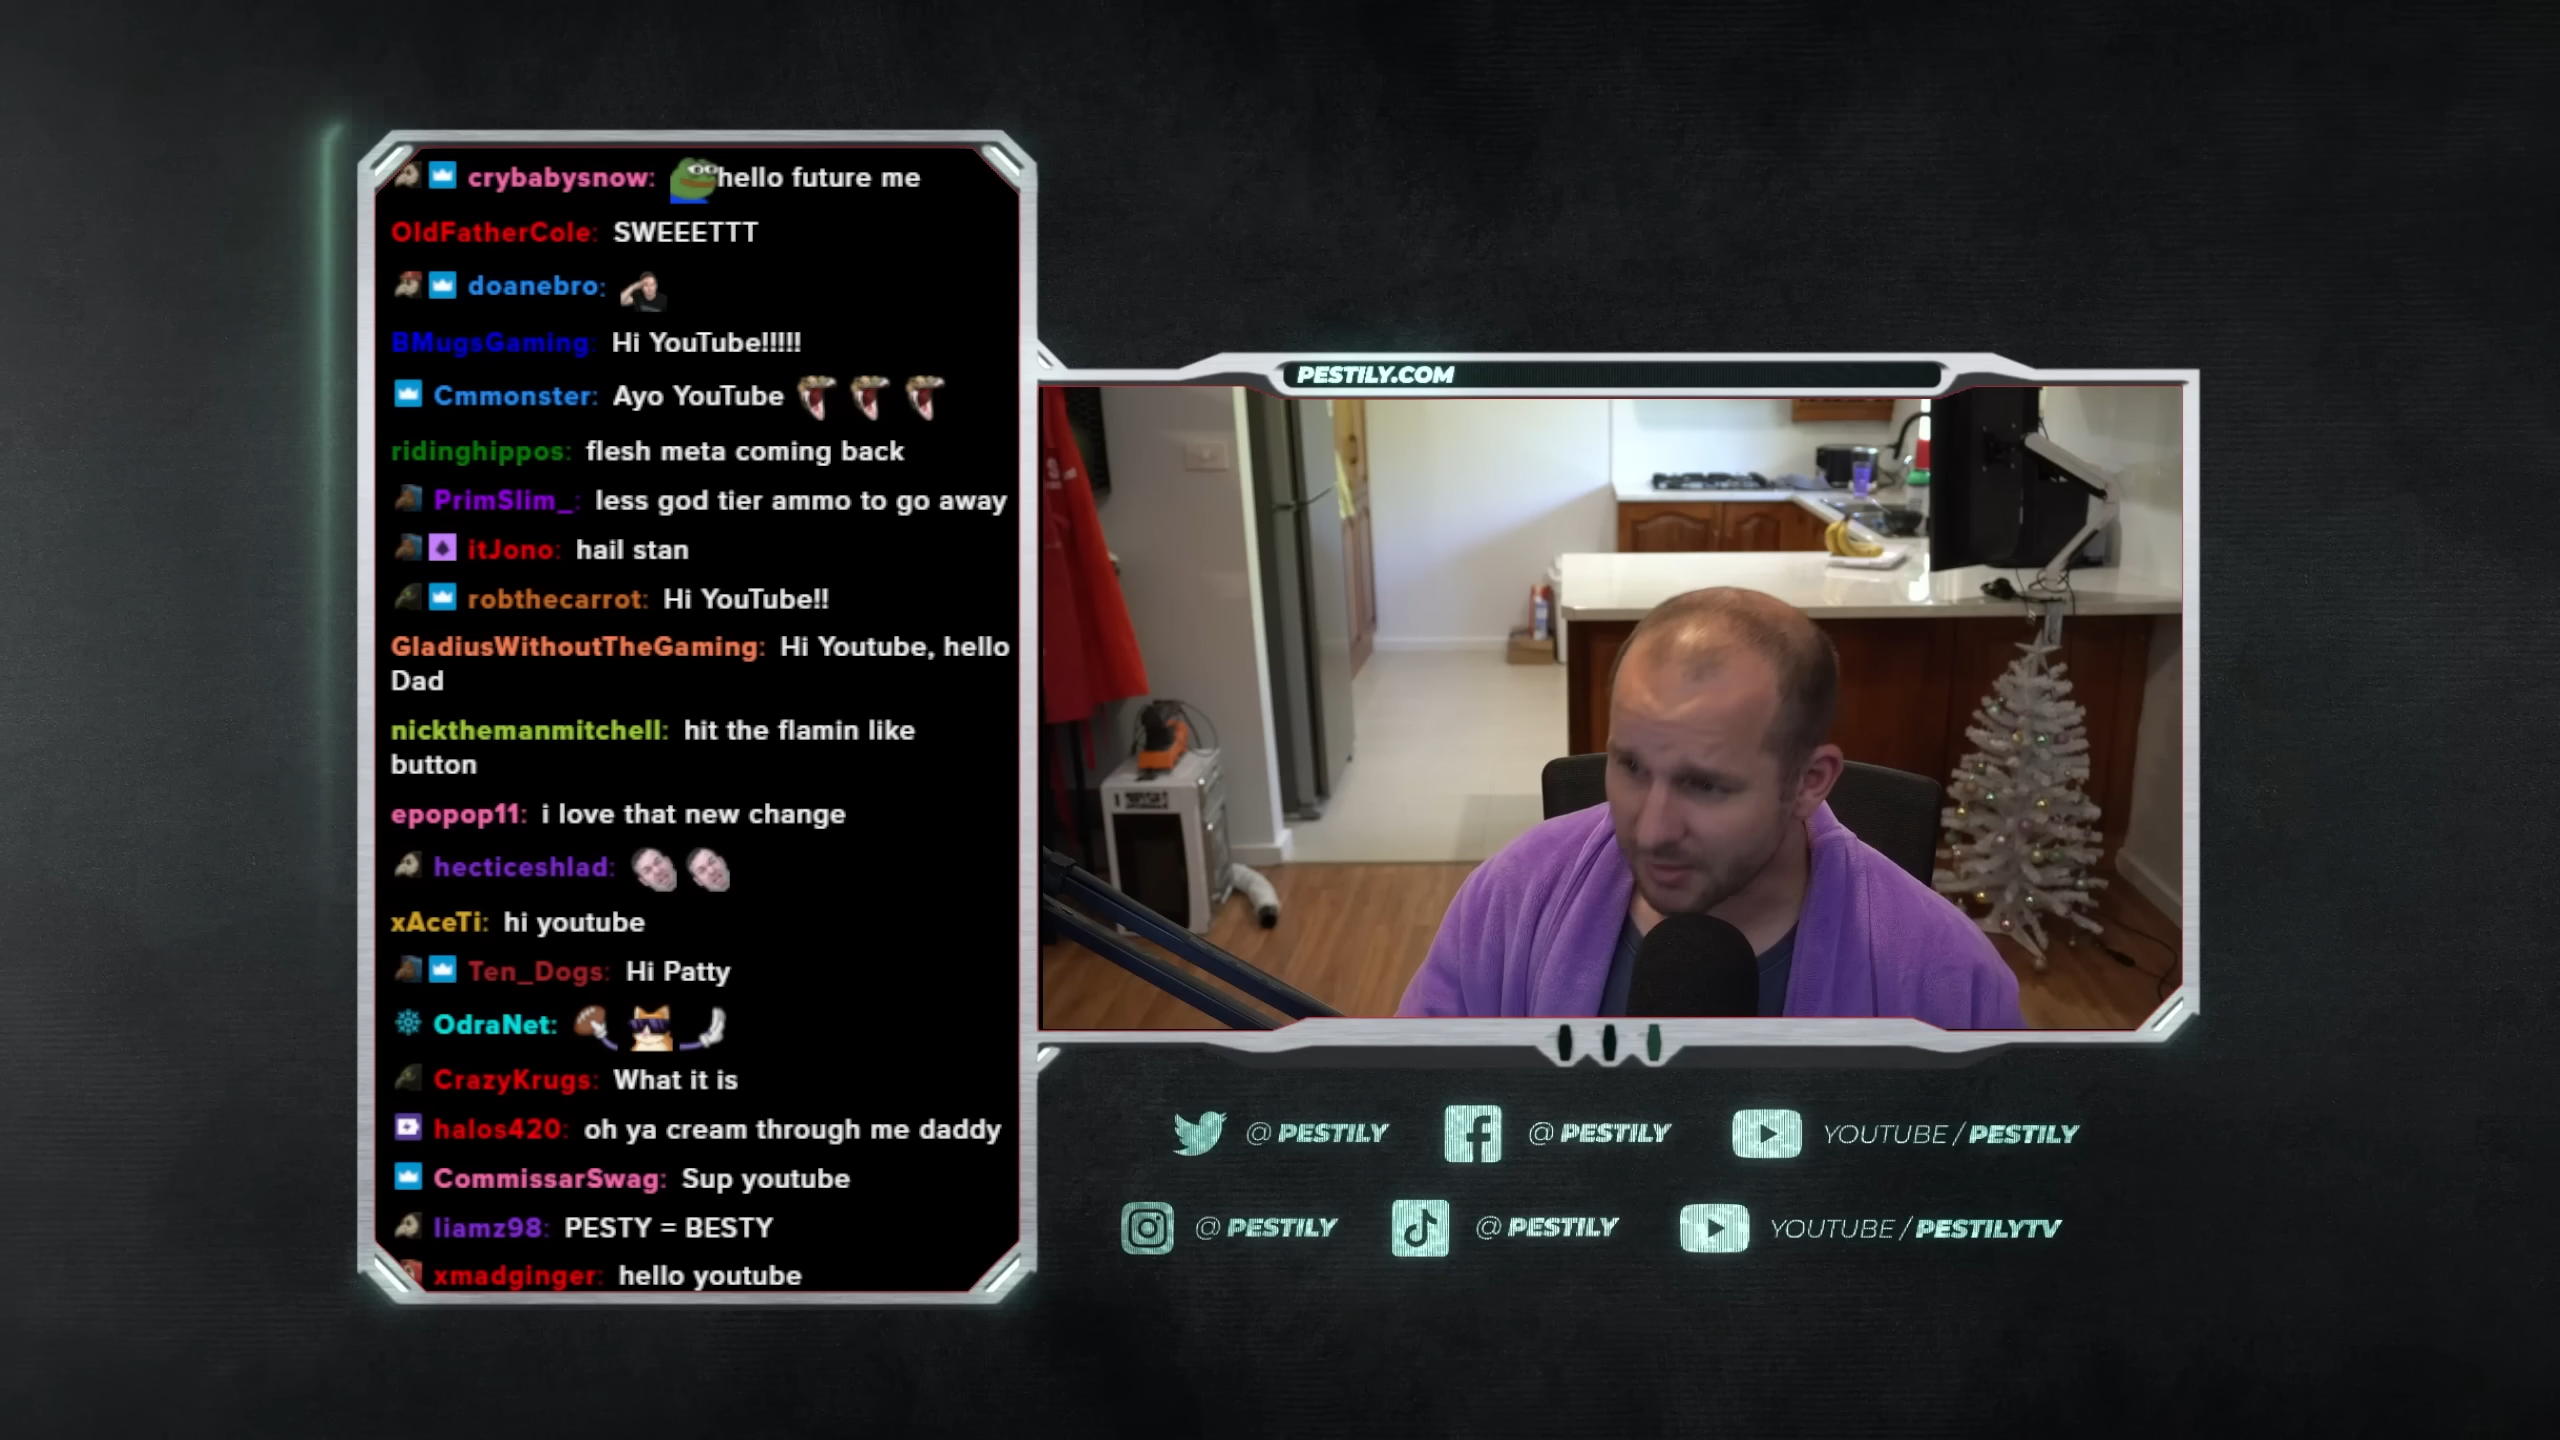 crybabysnow: hello future me
OldFatherCole: SWEEETTT
doanebro:
BMugsGaming: Hi YouTube!!!!!
Cmmonster: Ayo YouTube
ridinghippos: flesh meta coming back
PrimSlim_: less god tier ammo to go away
itJono: hail stan
robthecarrot: Hi YouTube!!
GladiusWithoutTheGaming: Hi Youtube, hello
Dad
nickthemanmitchell: hit the flamin like
button
epopop11: i love that new change
hecticeshlad:
xAceTi: hi youtube
Ten_Dogs: Hi Patty
OdraNet:
CrazyKrugs: What it is
halos420: oh ya cream through me daddy
CommissarSwag: Sup youtube
liamz98: PESTY = BESTY
xmadginger: hello youtube
PESTILY.COM
@PESTILY @PESTILY YOUTUBE/PESTILY
@PESTILY @PESTILY YOUTUBE/PESTILYTV